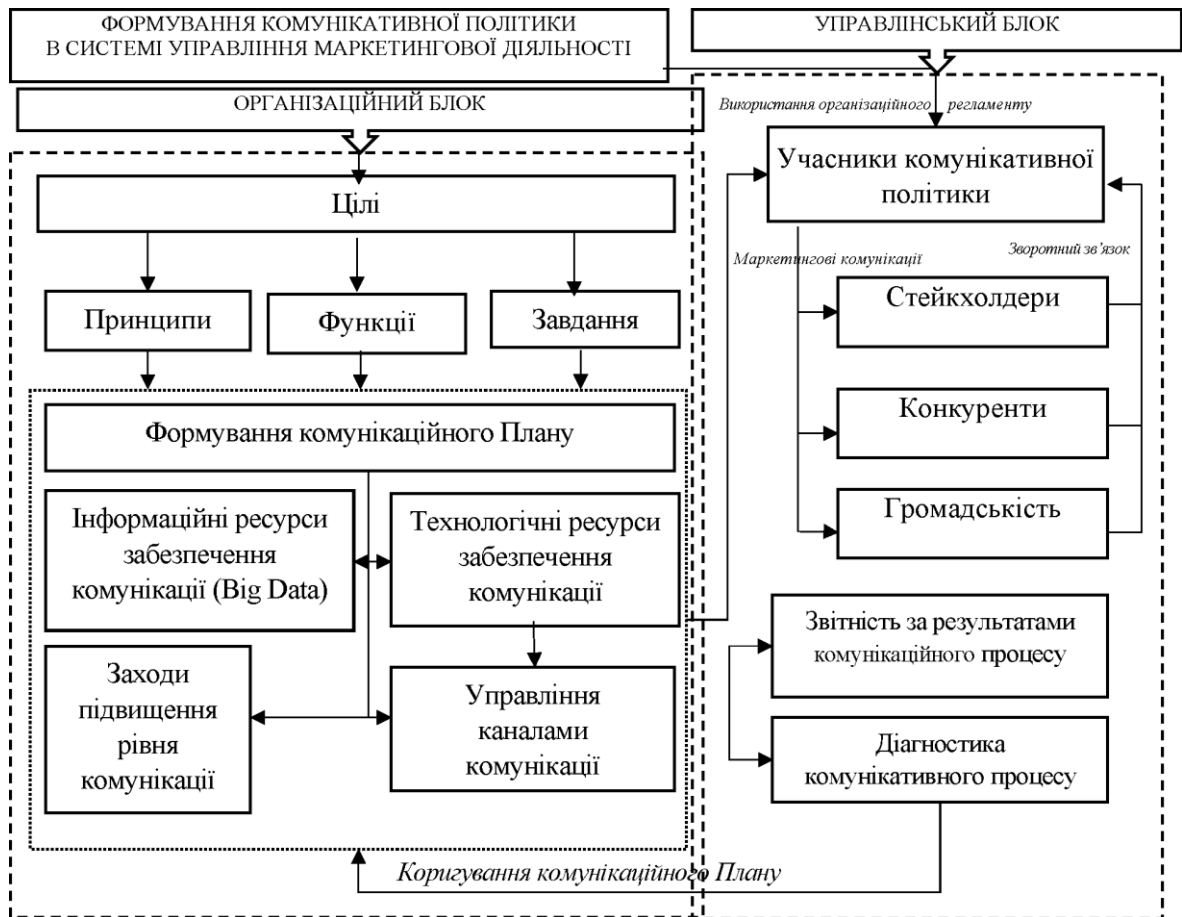 ФОРМУВАННЯ КОМУНІКАТИВНОЇ ПОЛІТИКИ
В СИСТЕМІ УПРАВЛІННЯ МАРКЕТИНГОВОЇ ДІЯЛЬНОСТІ
УПРАВЛІНСЬКИЙ БЛОК
ОРГАНІЗАЦІЙНИЙ БЛОК
Використання організаційного регламенту
Цілі
Принципи
Функції
Завдання
Формування комунікаційного Плану
Інформаційні ресурси
забезпечення
комунікації (Big Data)
Технологічні ресурси
забезпечення
комунікації
Заходи
підвищення
рівня
комунікації
Управління
каналами
комунікації
Учасники комунікативної
політики
Маркетингові комунікації
Зворотний зв’язок
Стейкхолдери
Конкуренти
Громадськість
Звітність за результатами
комунікаційного процесу
Діагностика
комунікативного процесу
Коригування комунікаційного Плану